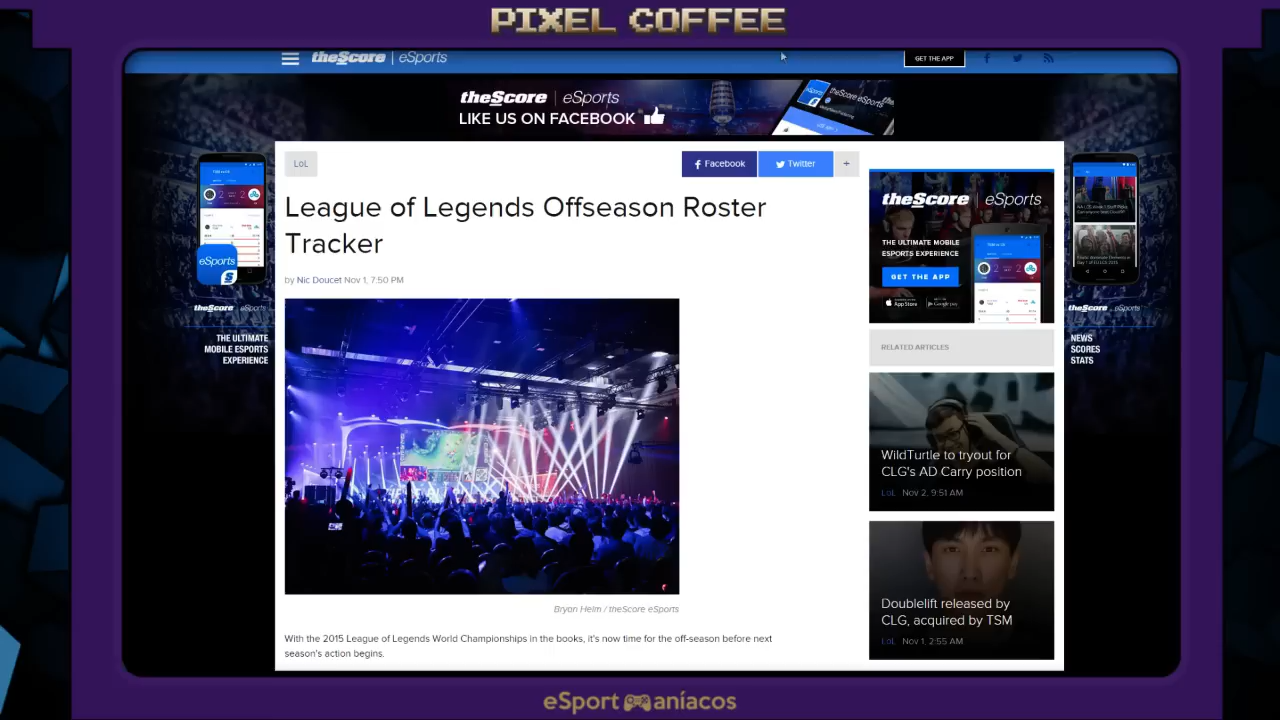 PIXEL COFFEE
theScore | eSports
GET THE APP
theScore | eSports
LIKE US ON FACEBOOK
LoL
Facebook
Twitter
+
League of Legends Offseason Roster
Tracker
by Nic Doucet Nov 1, 7:50 PM
Bryan Helm / theScore eSports
With the 2015 League of Legends World Championships in the books, it's now time for the off-season before next
season's action begins.
theScore | eSports
THE ULTIMATE MOBILE
ESPORTS EXPERIENCE
GET THE APP
App Store
Google play
RELATED ARTICLES
WildTurtle to tryout for
CLG's AD Carry position
LoL Nov 2, 9:51 AM
Doublelift released by
CLG, acquired by TSM
LoL Nov 1, 2:55 AM
eSports
theScore eSports
THE ULTIMATE
MOBILE ESPORTS
EXPERIENCE
theScore eSports
NEWS
SCORES
STATS
eSport maníacos